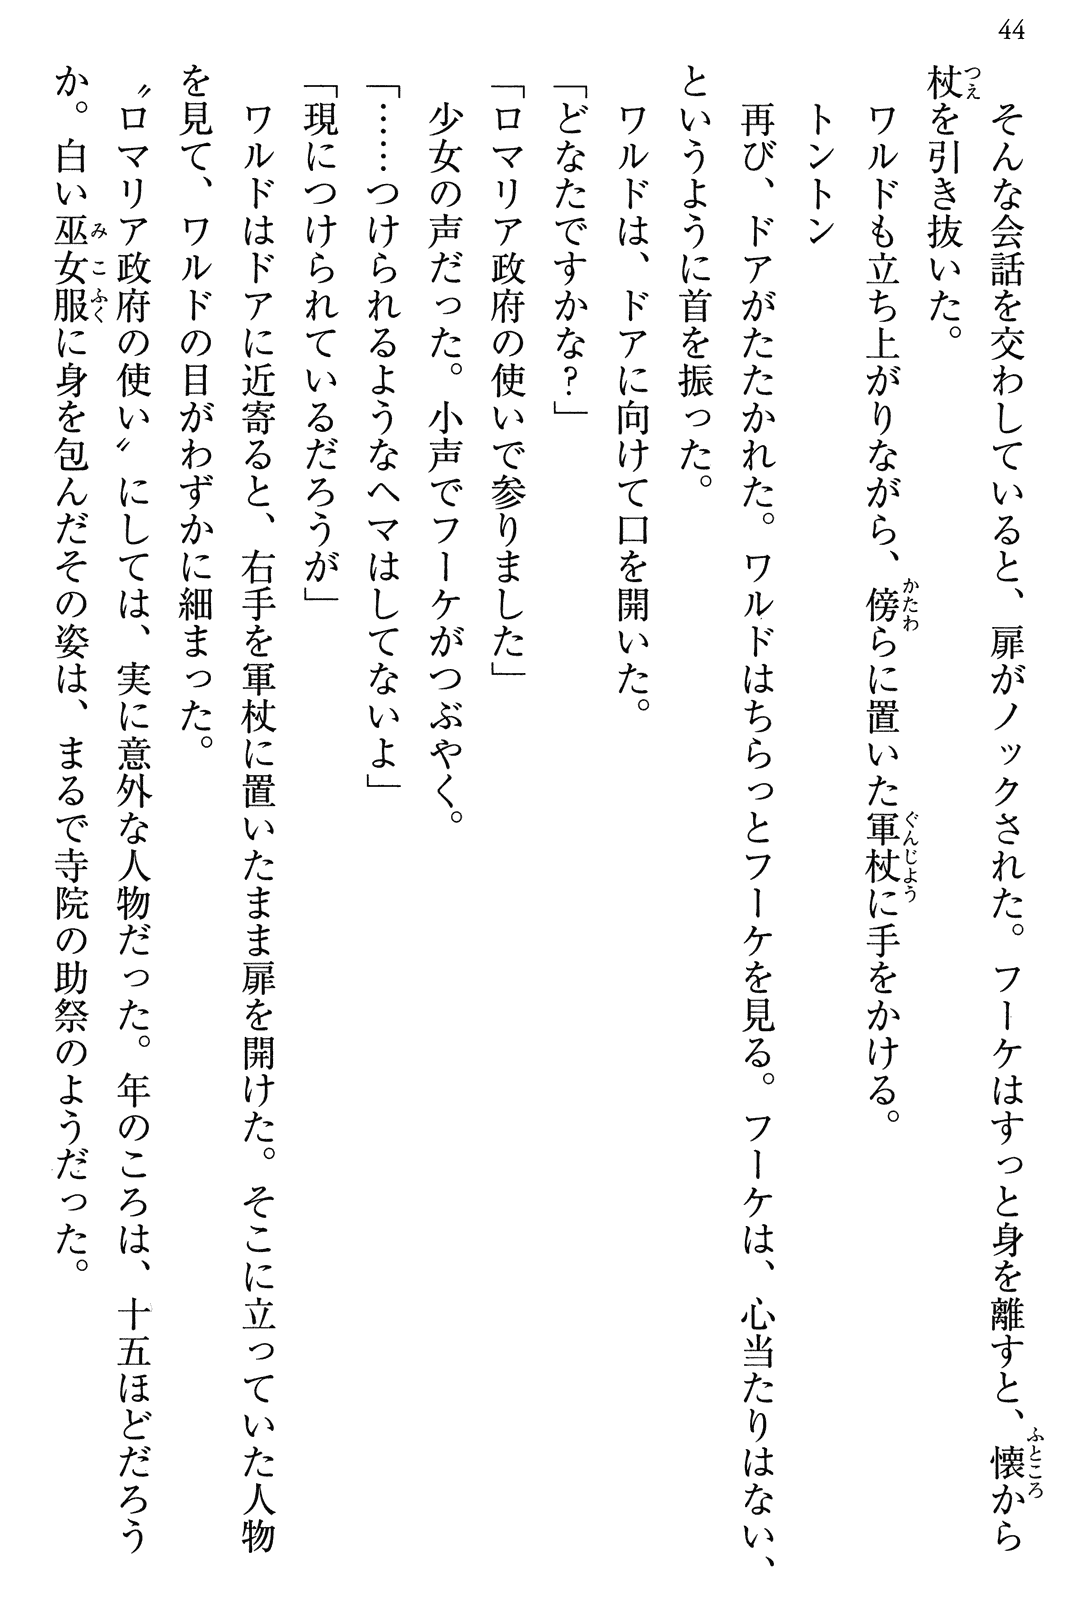 44
そんな会話を交わしていると、扉がノックされた。フーケはすっと身を離すと、懐から
杖を引き抜いた。
ワルドも立ち上がりながら、傍らに置いた軍杖に手をかける。
トントン
再び、ドアがたたかれた。ワルドはちらっとフーケを見る。フーケは、心当たりはない、
というように首を振った。
ワルドは、ドアに向けて口を開いた。
「どなたですかな?」
「ロマリア政府の使いで参りました」
少女の声だった。小声でフーケがつぶやく。
「……つけられるようなヘマはしてないよ」
「現につけられているだろうが」
ワルドはドアに近寄ると、右手を軍杖に置いたまま扉を開けた。そこに立っていた人物
を見て、ワルドの目がわずかに細まった。
〝ロマリア政府の使い〟にしては、実に意外な人物だった。年のころは、十五ほどだろう
か。白い巫女服に身を包んだその姿は、まるで寺院の助祭のようだった。